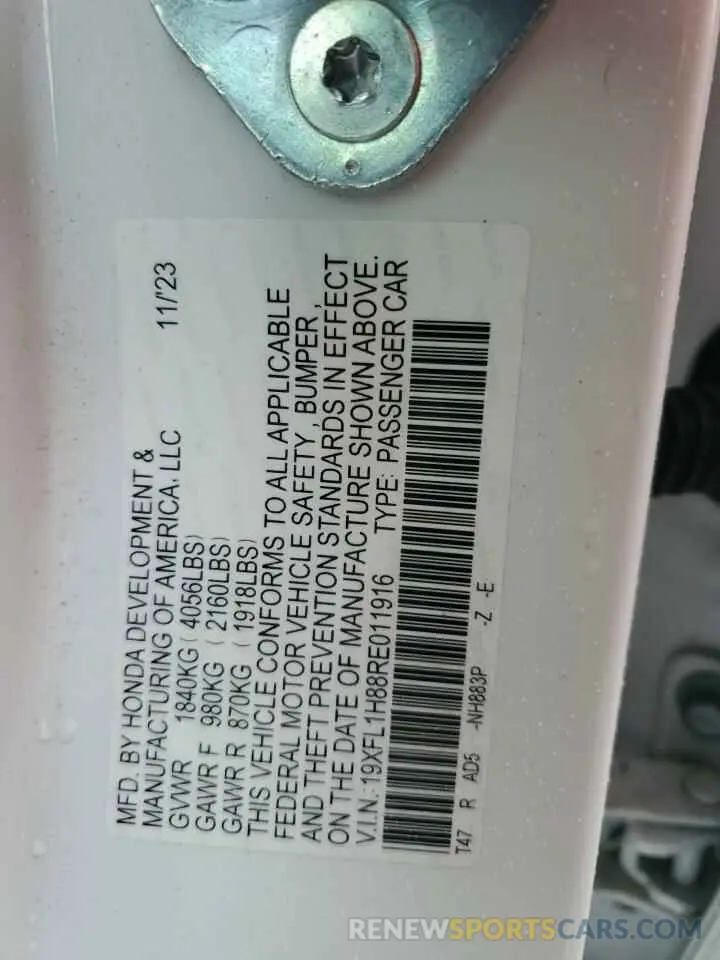 MFD. BY HONDA DEVELOPMENT &
MANUFACTURING OF AMERICA, LLC 11/'23
GVWR 1840KG ( 4056LBS)
GAWR F 980KG ( 2160LBS)
GAWR R 870KG ( 1918LBS)
THIS VEHICLE CONFORMS TO ALL APPLICABLE
FEDERAL MOTOR VEHICLE SAFETY , BUMPER ,
AND THEFT PREVENTION STANDARDS IN EFFECT
ON THE DATE OF MANUFACTURE SHOWN ABOVE.
V.I.N.:19XFL1H88RE011916 TYPE: PASSENGER CAR
T47 R AD5 -NH883P -Z -E
RENEWSPORTSCARS.COM